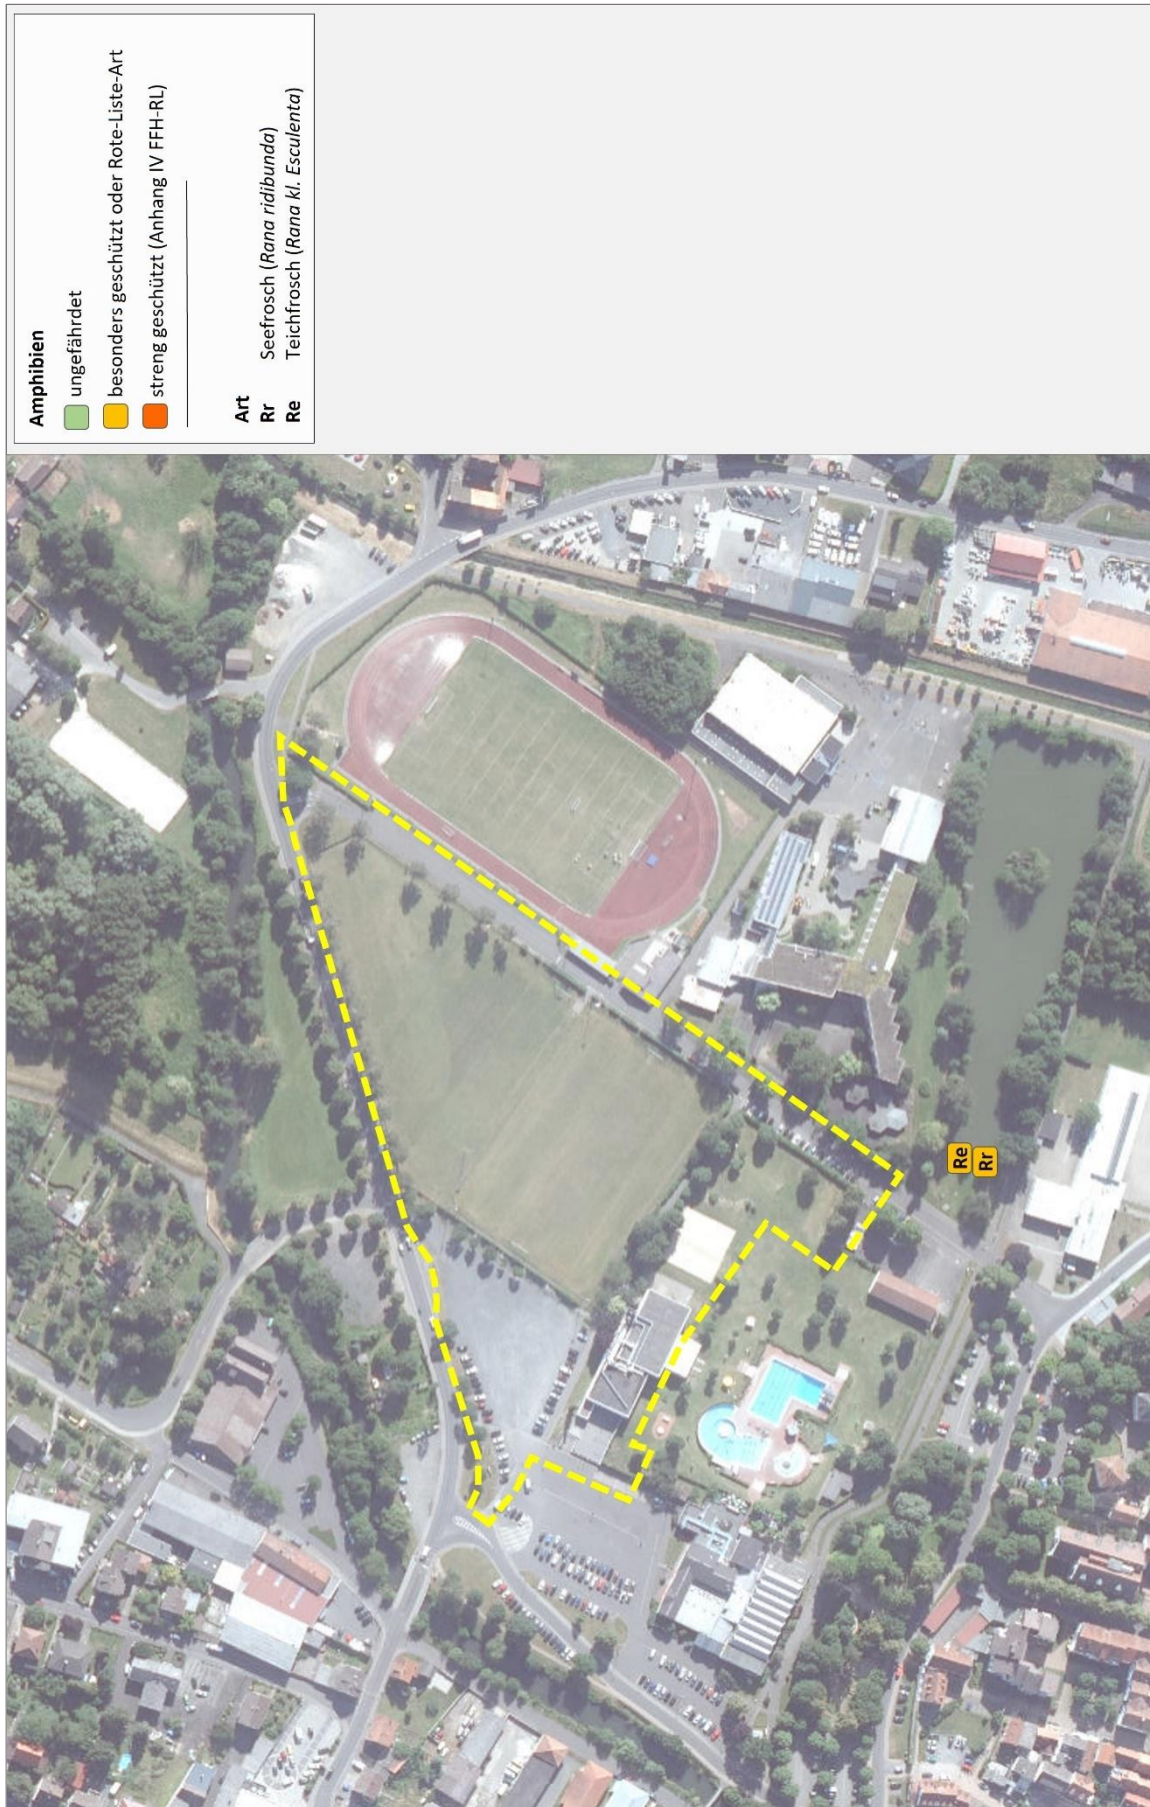 Amphibien
ungefährdet
besonders geschützt oder Rote-Liste-Art
streng geschützt (Anhang IV FFH-RL)
Art
Rr Seefrosch (Rana ridibunda)
Re Teichfrosch (Rana kl. Esculenta)
Re
Rr